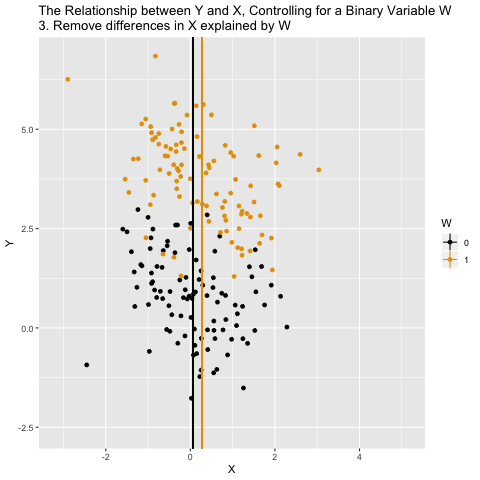 The Relationship between Y and X, Controlling for a Binary Variable W
3. Remove differences in X explained by W
5.0
2.5
0.0
-2.5
Y
-2
0
2
4
X
W
0
1